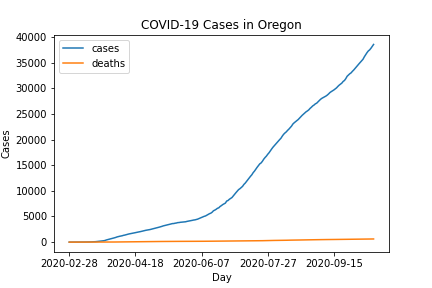 COVID-19 Cases in Oregon
cases
deaths
Cases
40000
35000
30000
25000
20000
15000
10000
5000
0
2020-02-28 2020-04-18 2020-06-07 2020-07-27 2020-09-15
Day